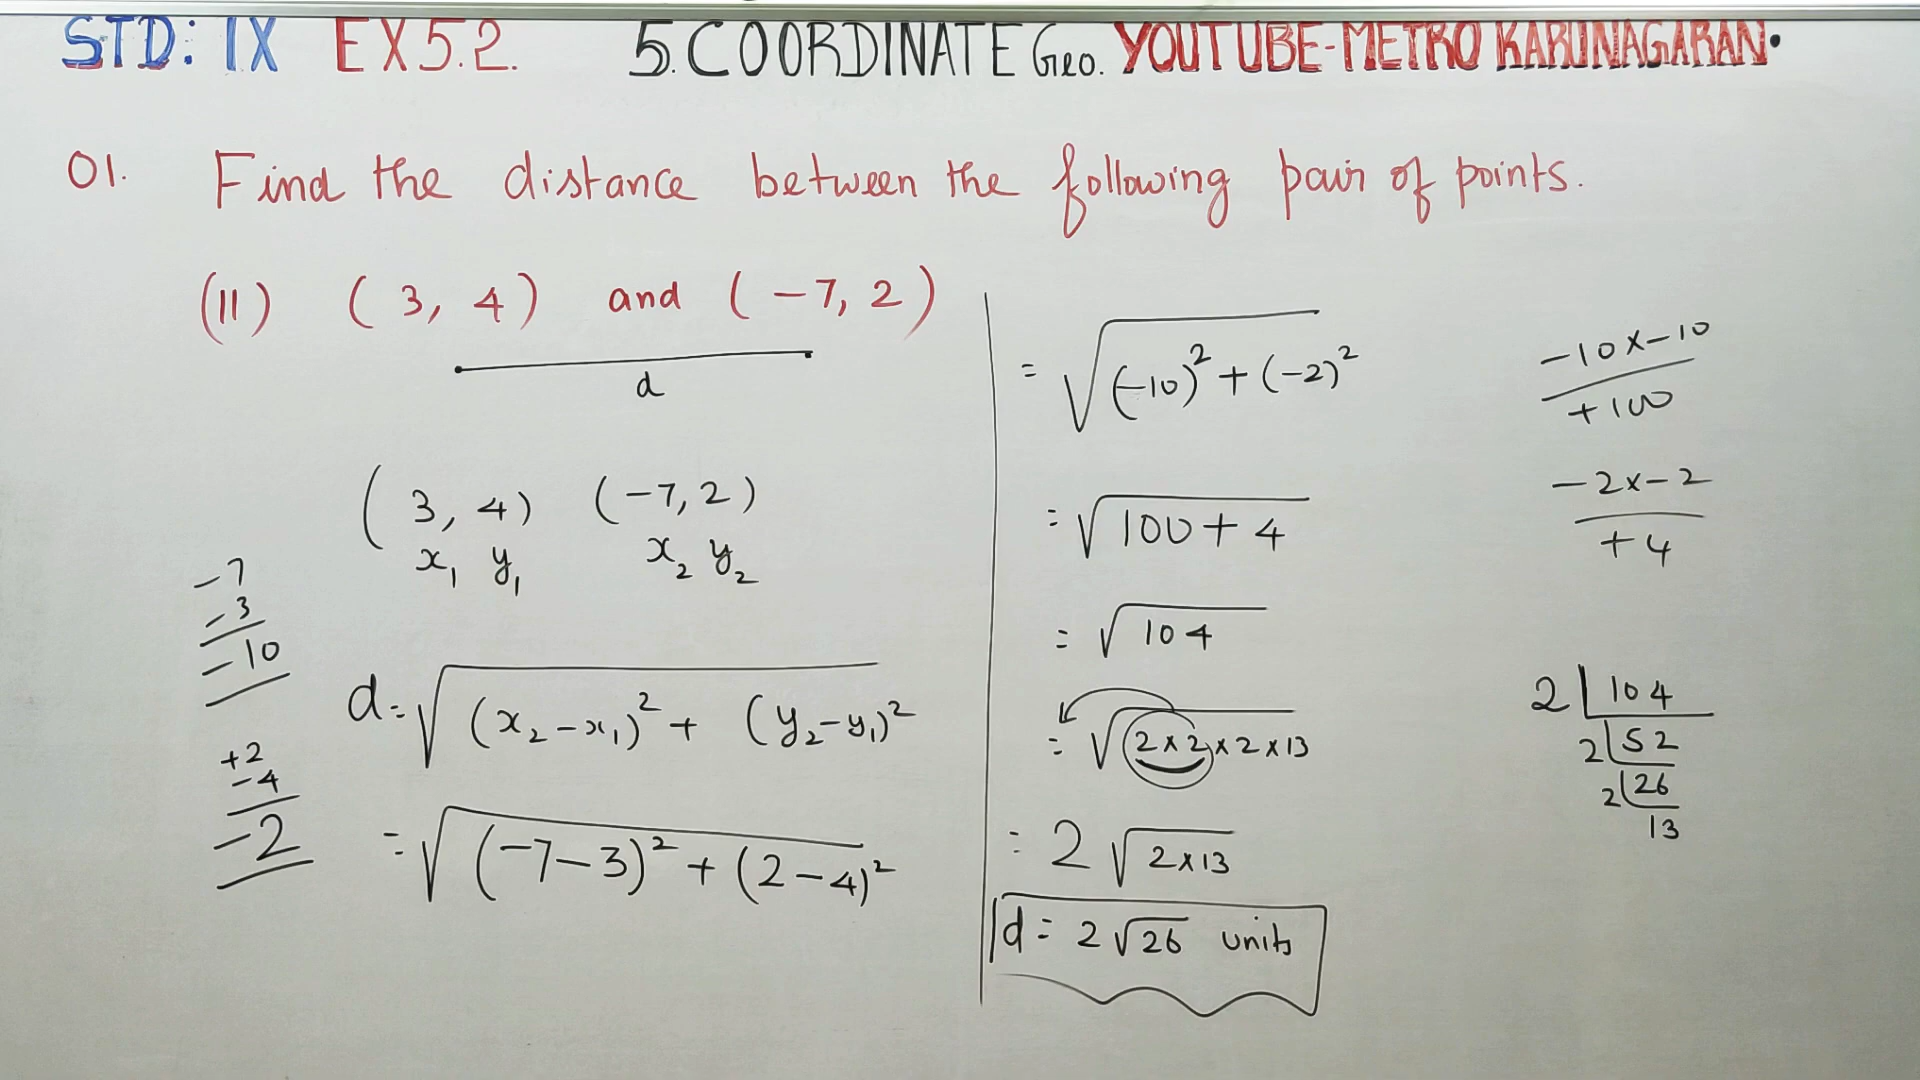 STD: IX EX 5.2. 5. COORDINATE Geo. YOUTUBE-METRO KARUNAGARAN•
01. Find the distance between the following pair of points.
(II) (3, 4) and (-7, 2)
d
(3, 4) (-7, 2)
x₁ y₁ x₂ y₂
-7
-3
-10
+2
-4
-2
d=√(x₂-x₁)²+ (y₂-y₁)²
=√(-7-3)²+(2-4)²
= √(-10)²+(-2)²
= √100+4
= √104
= √2×2×2×13
= 2√2×13
d= 2√26 units
-10x-10
+100
-2x-2
+4
2|104
2|52
2|26
13